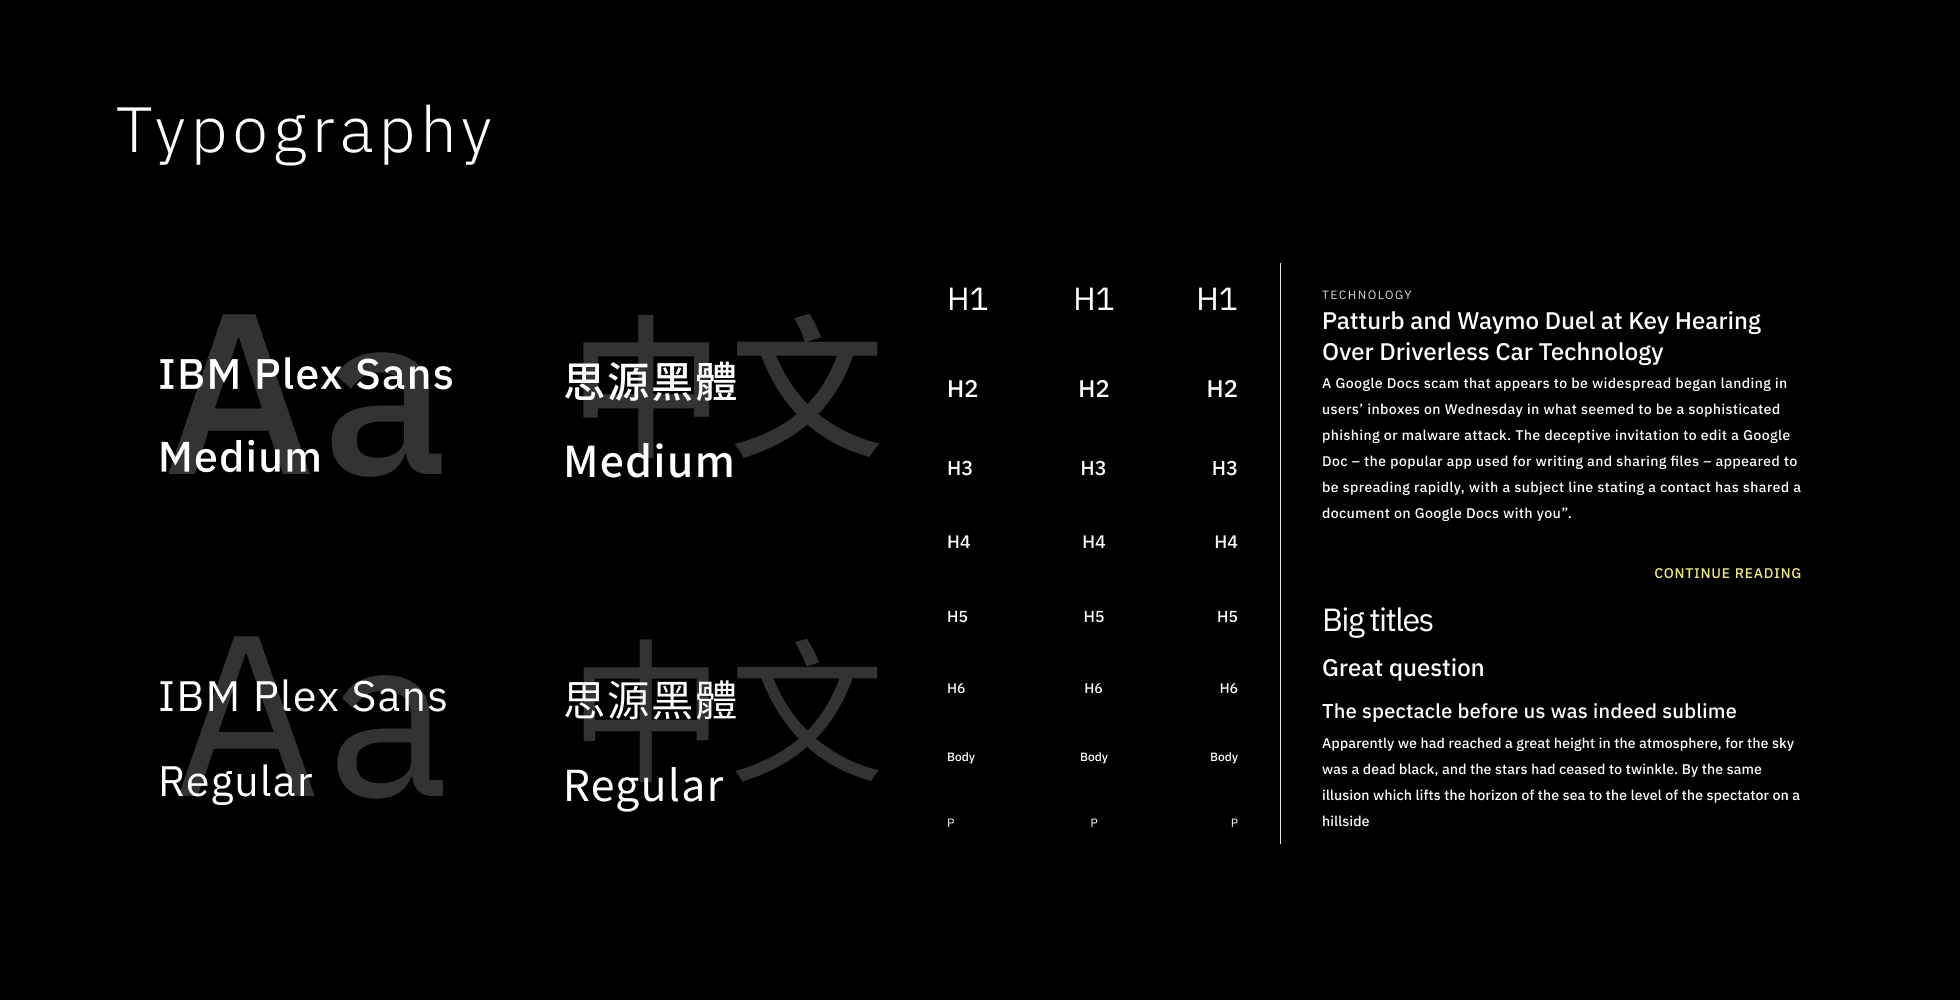 Typography
Aa
IBM Plex Sans
Medium
中文
思源黑體
Medium
Aa
IBM Plex Sans
Regular
中文
思源黑體
Regular
H1 H1 H1
H2 H2 H2
H3 H3 H3
H4 H4 H4
H5 H5 H5
H6 H6 H6
Body Body Body
P P P
TECHNOLOGY
Patturb and Waymo Duel at Key Hearing
Over Driverless Car Technology
A Google Docs scam that appears to be widespread began landing in
users’ inboxes on Wednesday in what seemed to be a sophisticated
phishing or malware attack. The deceptive invitation to edit a Google
Doc – the popular app used for writing and sharing files – appeared to
be spreading rapidly, with a subject line stating a contact has shared a
document on Google Docs with you”.
CONTINUE READING
Big titles
Great question
The spectacle before us was indeed sublime
Apparently we had reached a great height in the atmosphere, for the sky
was a dead black, and the stars had ceased to twinkle. By the same
illusion which lifts the horizon of the sea to the level of the spectator on a
hillside